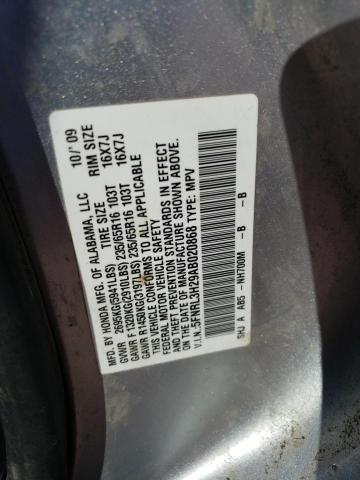 MFD. BY HONDA MFG. OF ALABAMA, LLC 10/'09
TIRE SIZE RIM SIZE
GVWR 2695KG(5941LBS)
GAWR F 1320KG(2910LBS) 235/65R16 103T 16X7J
GAWR R 1450KG(3197LBS) 235/65R16 103T 16X7J
THIS VEHICLE CONFORMS TO ALL APPLICABLE
FEDERAL MOTOR VEHICLE SAFETY
AND THEFT PREVENTION STANDARDS IN EFFECT
ON THE DATE OF MANUFACTURE SHOWN ABOVE.
V.I.N.: 5FNRL3H29AB020868 TYPE: MPV
SHJ A AB5 -NH700M -B -B